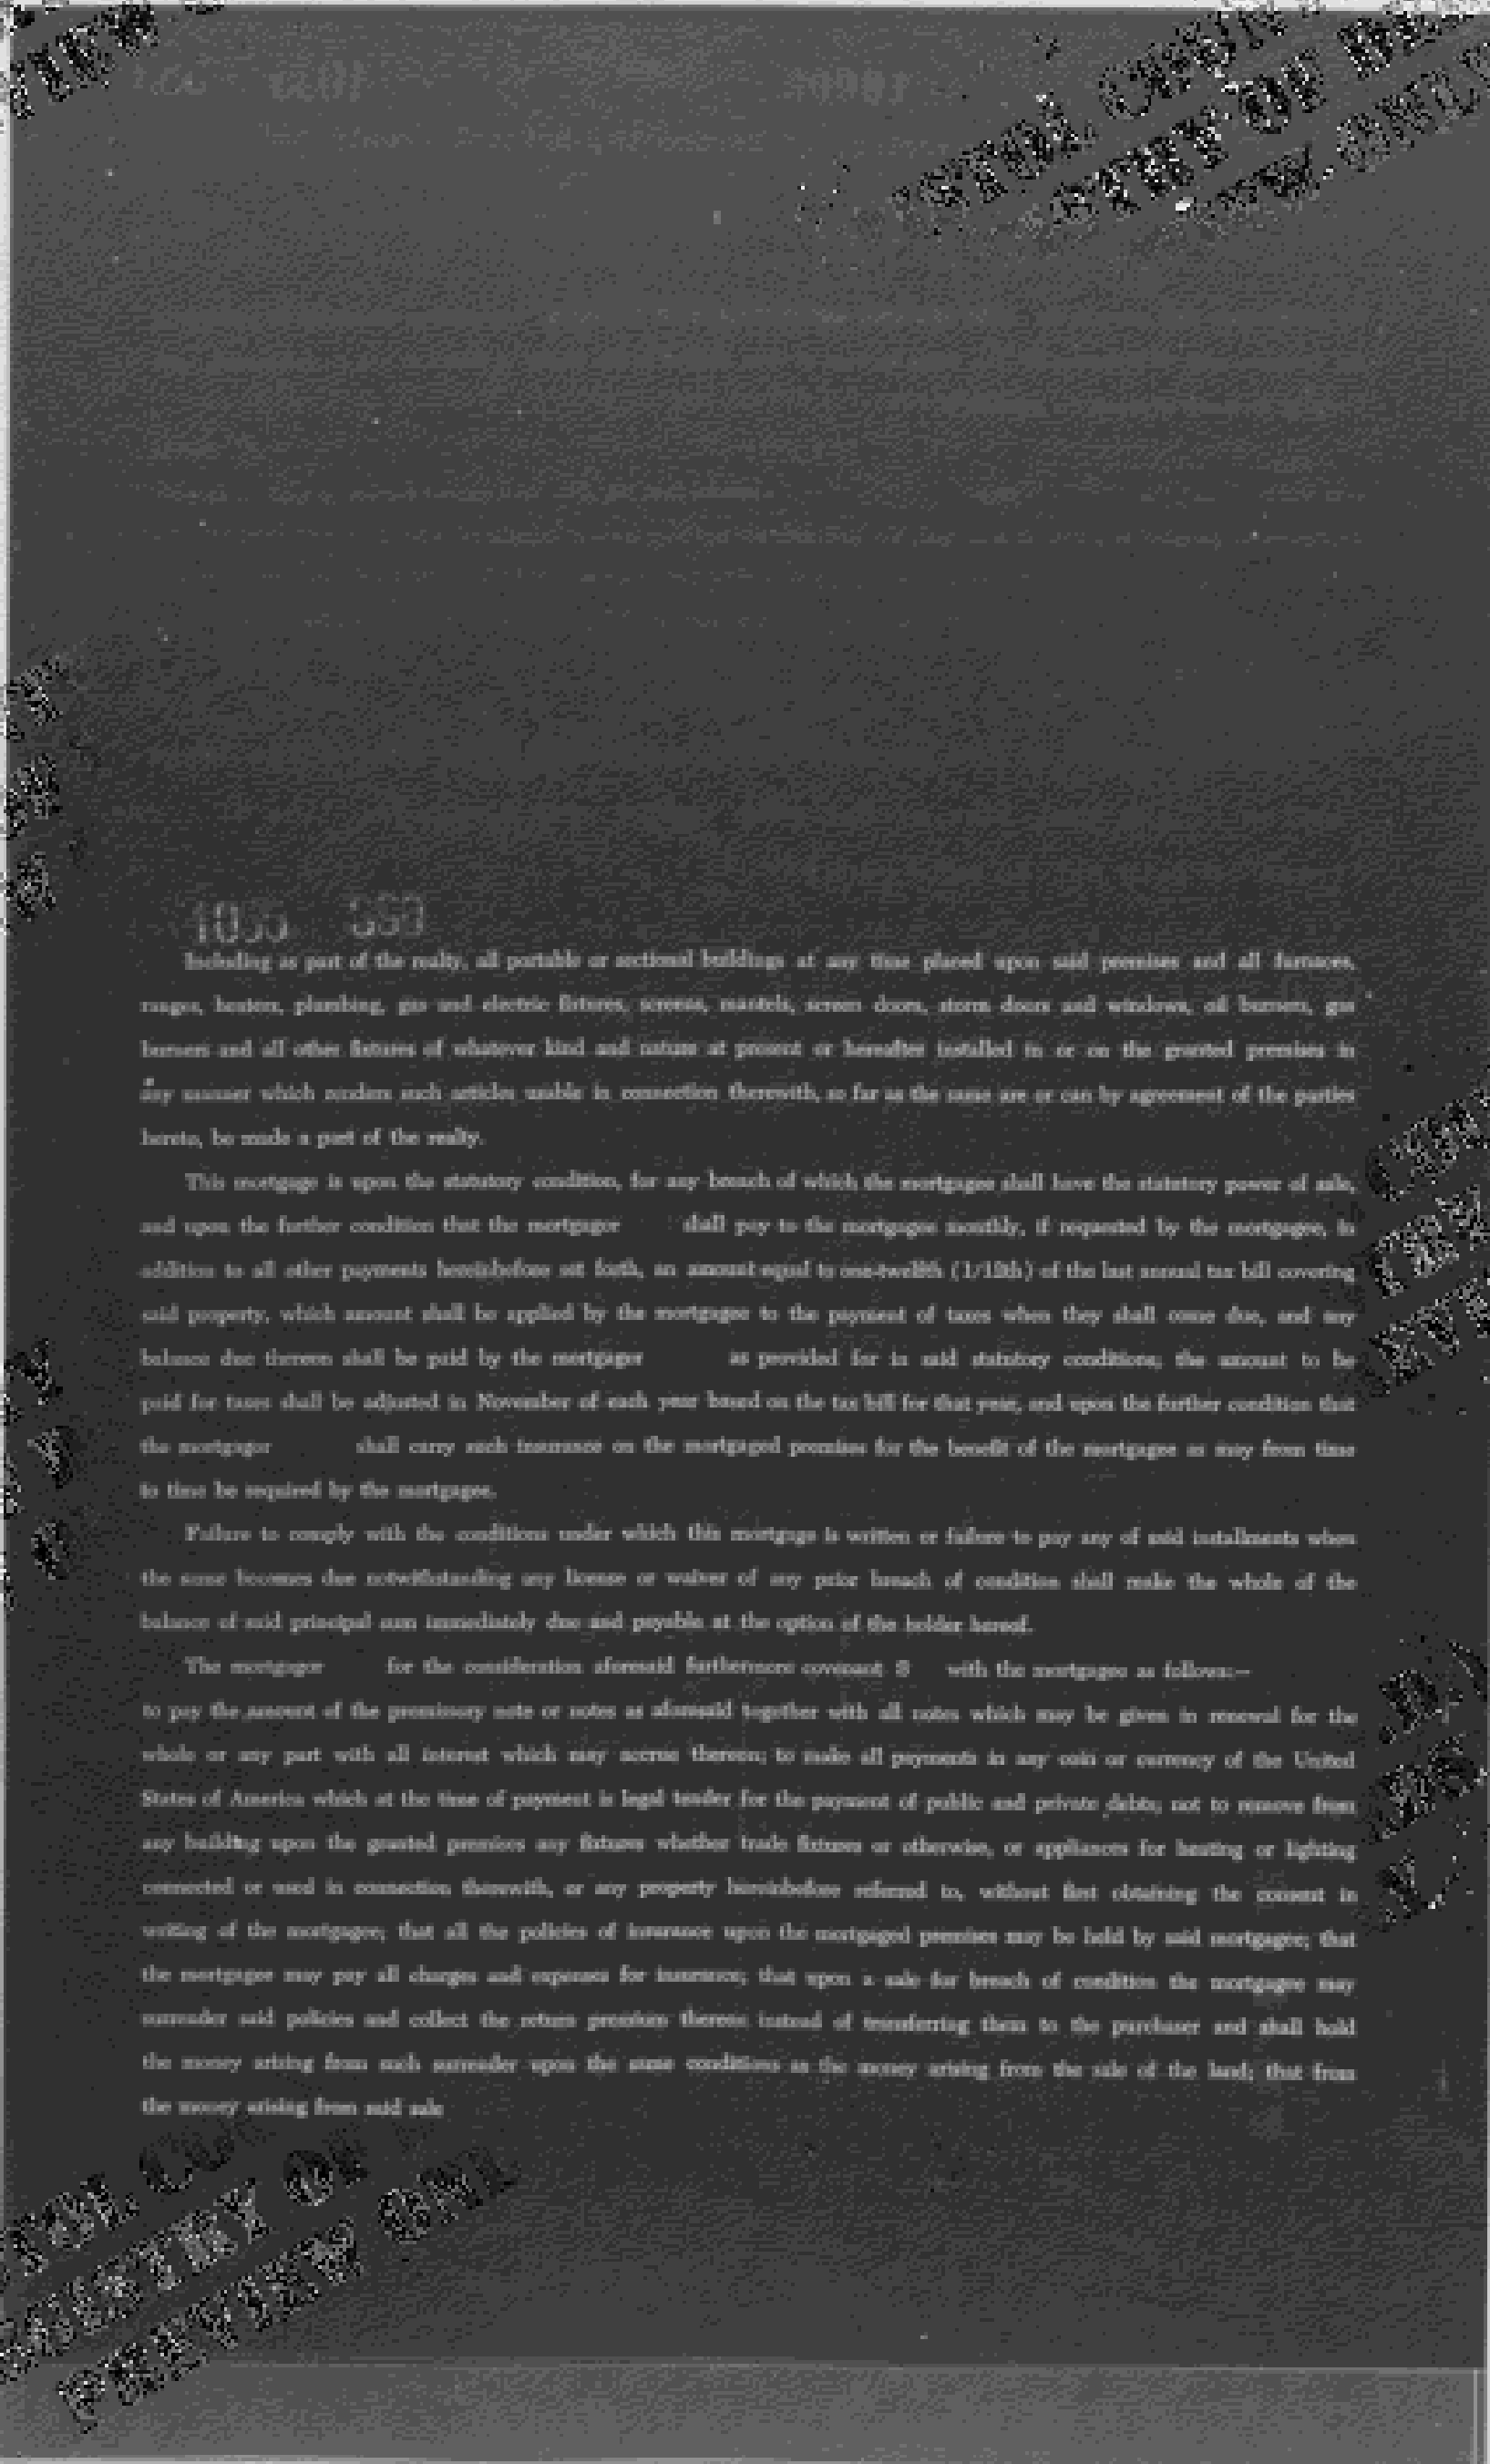 Including as part of the realty, all portable or sectional buildings at any time placed upon said premises and all furnaces,
ranges, heaters, plumbing, gas and electric fixtures, screens, mantels, screen doors, storm doors and windows, oil burners, gas
burners and all other fixtures of whatever kind and nature at present or hereafter installed in or on the granted premises in
any manner which renders such articles usable in connection therewith, so far as the same are or can by agreement of the parties
hereto, be made a part of the realty.
This mortgage is upon the statutory condition, for any breach of which the mortgagee shall have the statutory power of sale,
and upon the further condition that the mortgagor shall pay to the mortgagee monthly, if requested by the mortgagee, in
addition to all other payments hereinbefore set forth, an amount equal to one-twelfth (1/12th) of the last annual tax bill covering
said property, which amount shall be applied by the mortgagee to the payment of taxes when they shall come due, and any
balance due thereon shall be paid by the mortgagor as provided for in said statutory conditions; the amount to be
paid for taxes shall be adjusted in November of each year based on the tax bill for that year, and upon the further condition that
the mortgagor shall carry such insurance on the mortgaged premises for the benefit of the mortgagee as may from time
to time be required by the mortgagee.
Failure to comply with the conditions under which this mortgage is written or failure to pay any of said installments when
the same becomes due notwithstanding any license or waiver of any prior breach of condition shall make the whole of the
balance of said principal sum immediately due and payable at the option of the holder hereof.
The mortgagor for the consideration aforesaid furthermore covenant S with the mortgagee as follows:—
to pay the amount of the promissory note or notes as aforesaid together with all notes which may be given in renewal for the
whole or any part with all interest which may accrue thereon; to make all payments in any coin or currency of the United
States of America which at the time of payment is legal tender for the payment of public and private debts; not to remove from
any building upon the granted premises any fixtures whether trade fixtures or otherwise, or appliances for heating or lighting
connected or used in connection therewith, or any property hereinbefore referred to, without first obtaining the consent in
writing of the mortgagee; that all the policies of insurance upon the mortgaged premises may be held by said mortgagee; that
the mortgagee may pay all charges and expenses for insurance; that upon a sale for breach of condition the mortgagee may
surrender said policies and collect the return premium thereon instead of transferring them to the purchaser and shall hold
the money arising from such surrender upon the same conditions as the money arising from the sale of the land; that from
the money arising from said sale
PREVIEW ONL